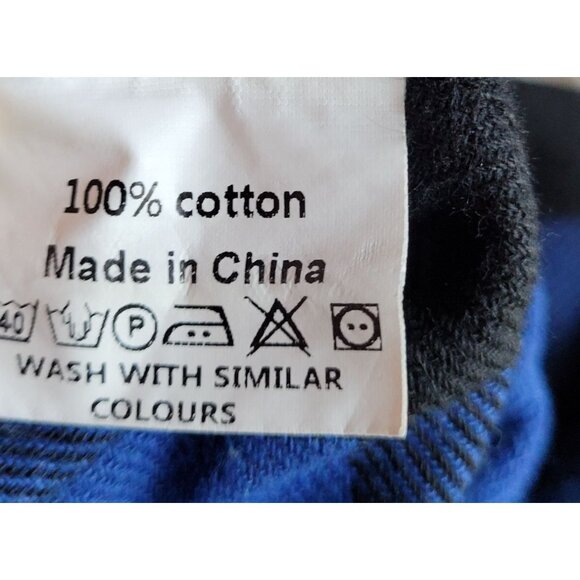 100% cotton
Made in China
40 P
WASH WITH SIMILAR
COLOURS